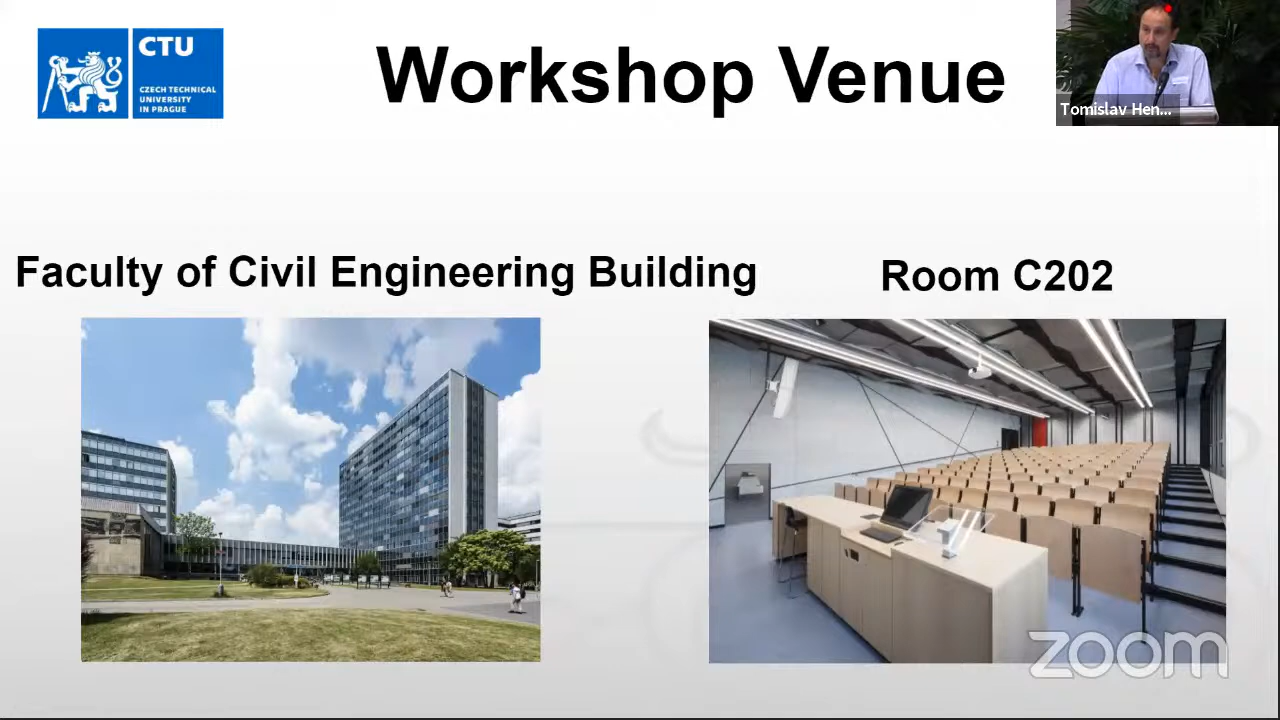 CTU
CZECH TECHNICAL
UNIVERSITY
IN PRAGUE
Workshop Venue
Tomislav Hen...
Faculty of Civil Engineering Building
Room C202
zoom